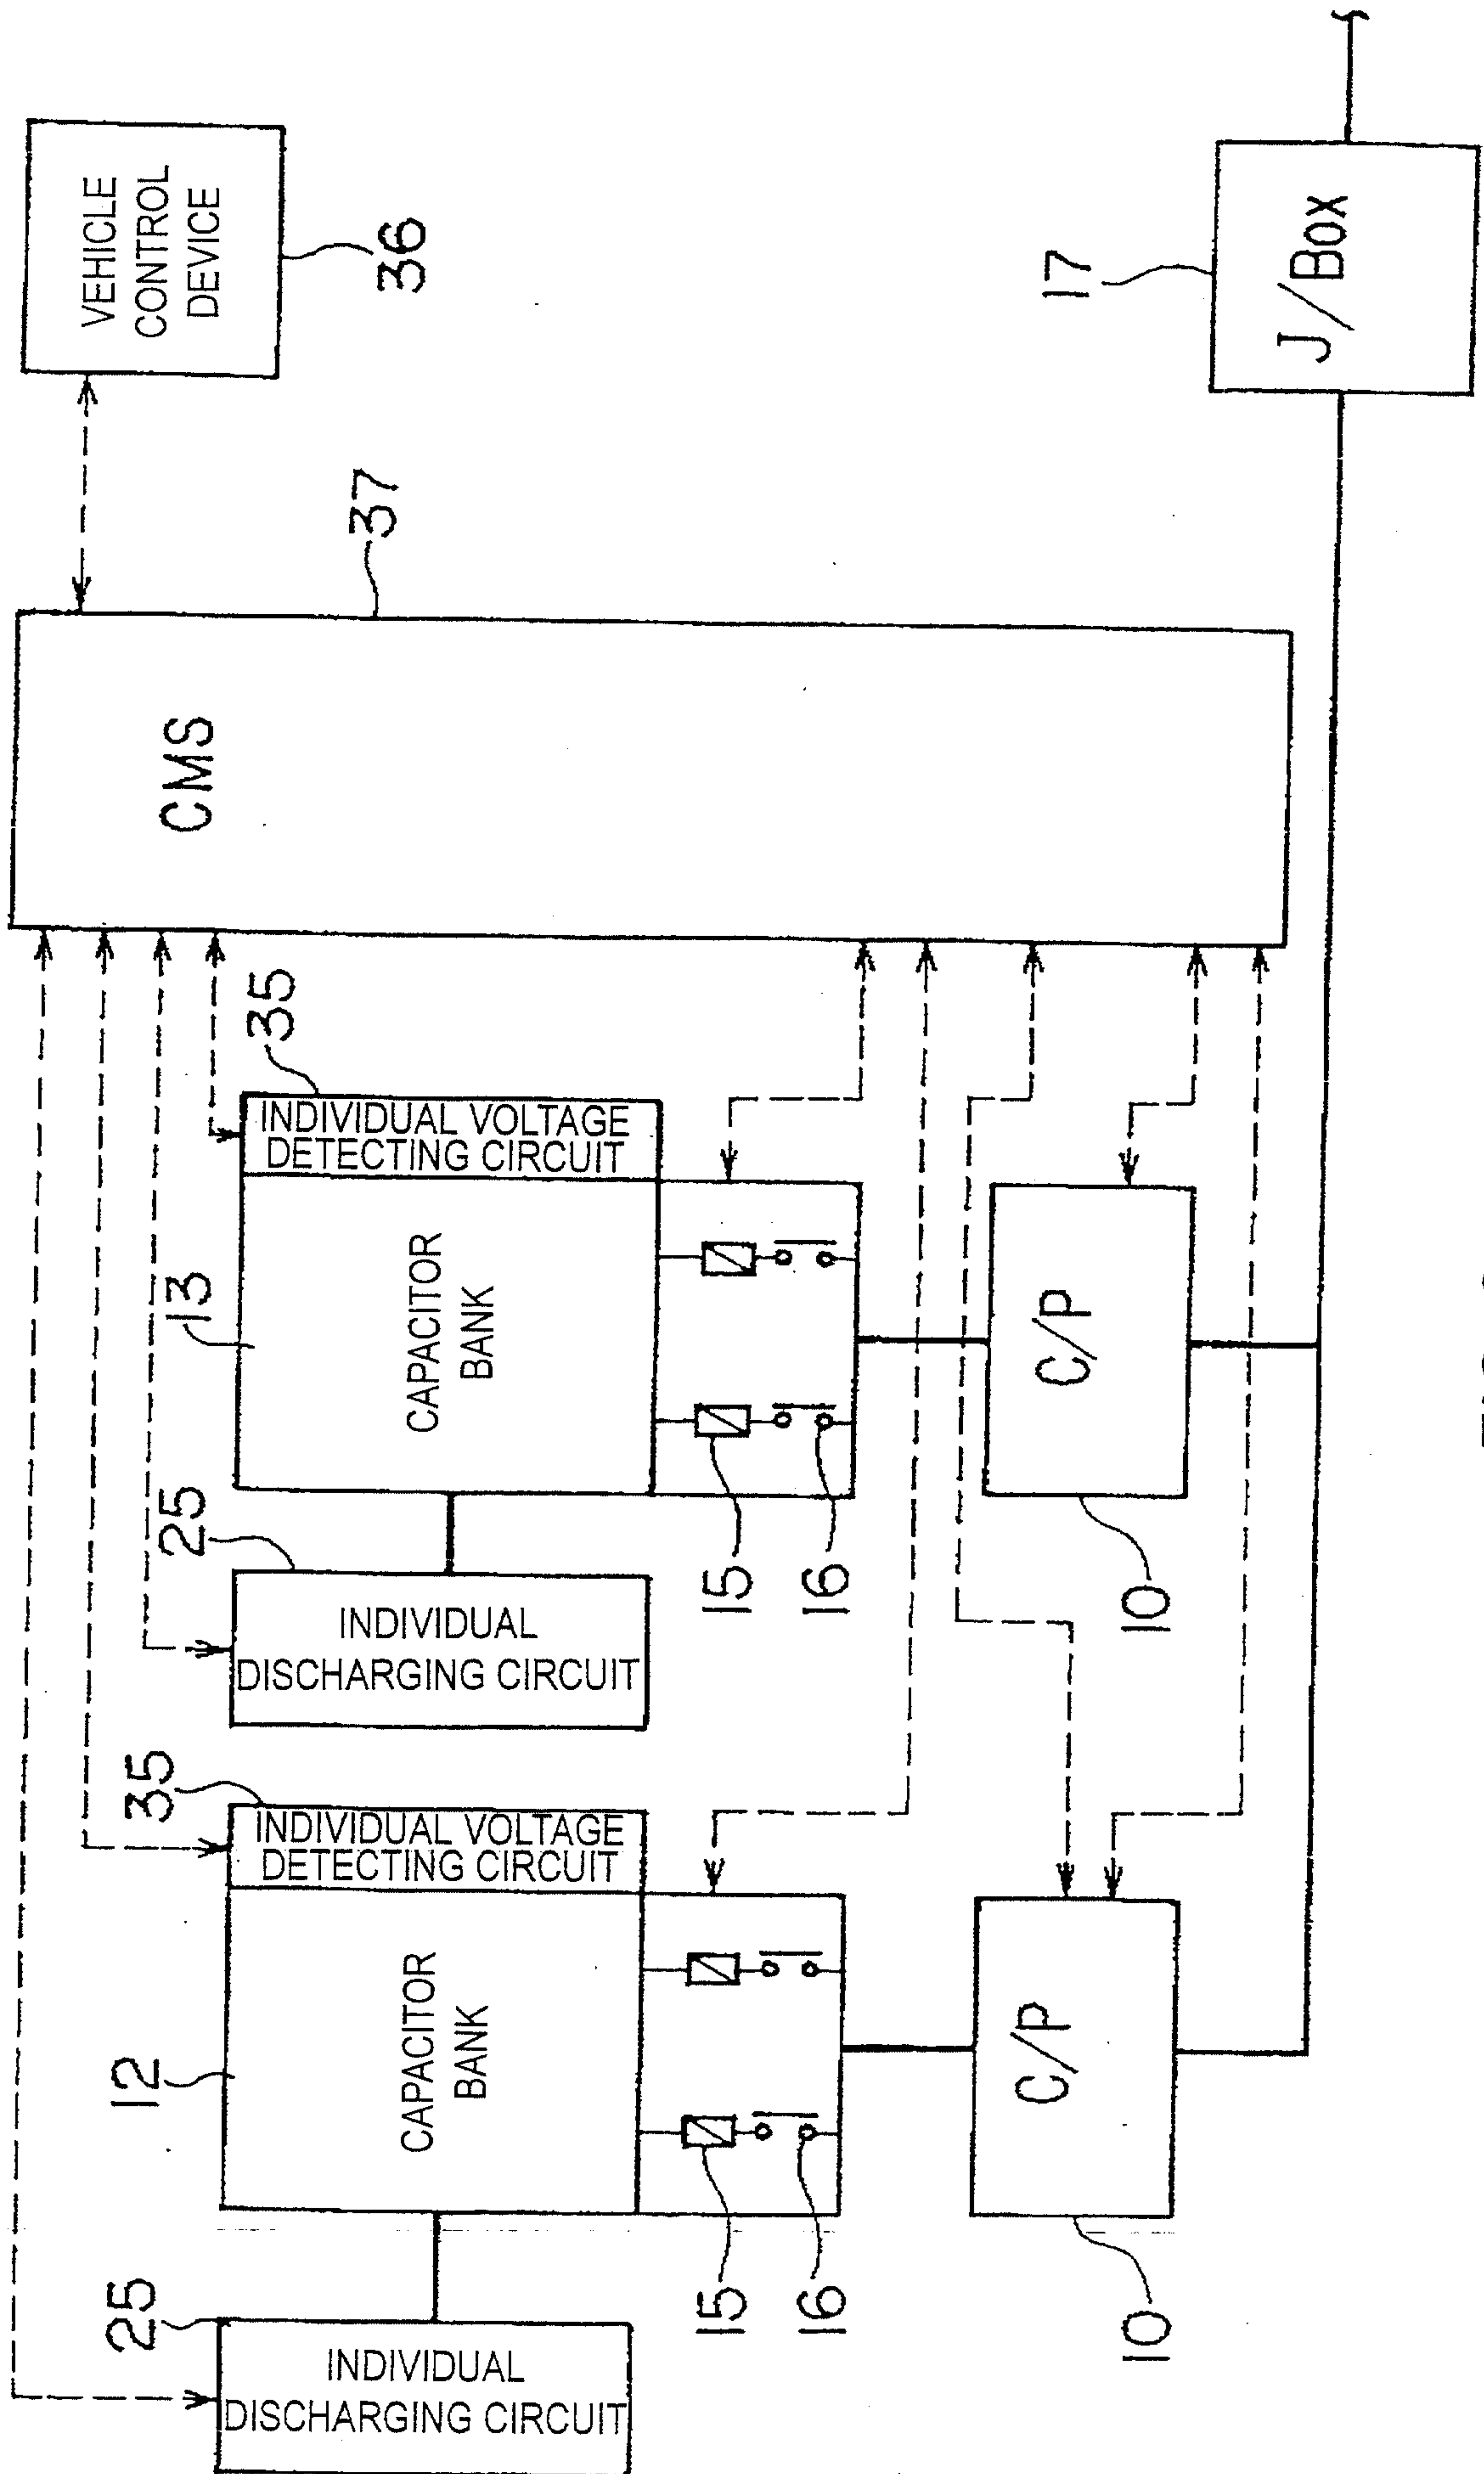 25
INDIVIDUAL
DISCHARGING CIRCUIT
12
CAPACITOR
BANK
35
INDIVIDUAL VOLTAGE
DETECTING CIRCUIT
15
16
C/P
10
25
INDIVIDUAL
DISCHARGING CIRCUIT
13
CAPACITOR
BANK
35
INDIVIDUAL VOLTAGE
DETECTING CIRCUIT
15
16
C/P
10
CMS
37
VEHICLE
CONTROL
DEVICE
36
17
J/Box